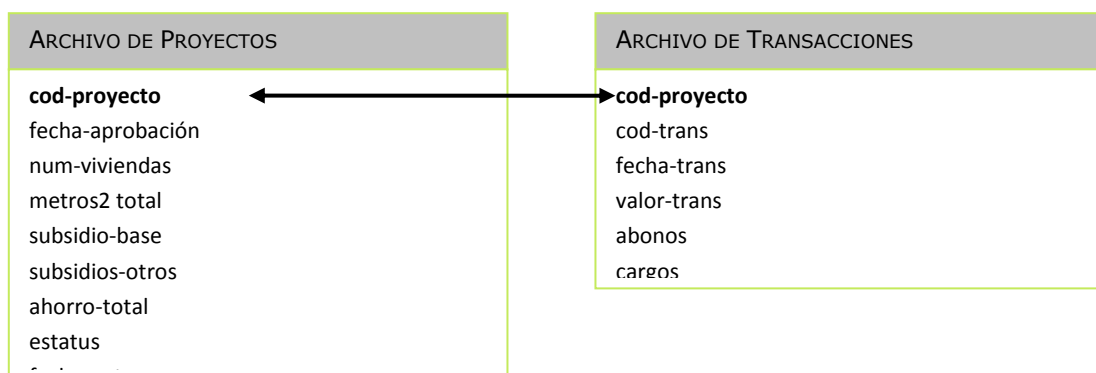 ARCHIVO DE PROYECTOS
cod-proyecto
fecha-aprobación
num-viviendas
metros2 total
subsidio-base
subsidios-otros
ahorro-total
estatus
ARCHIVO DE TRANSACCIONES
cod-proyecto
cod-trans
fecha-trans
valor-trans
abonos
cargos